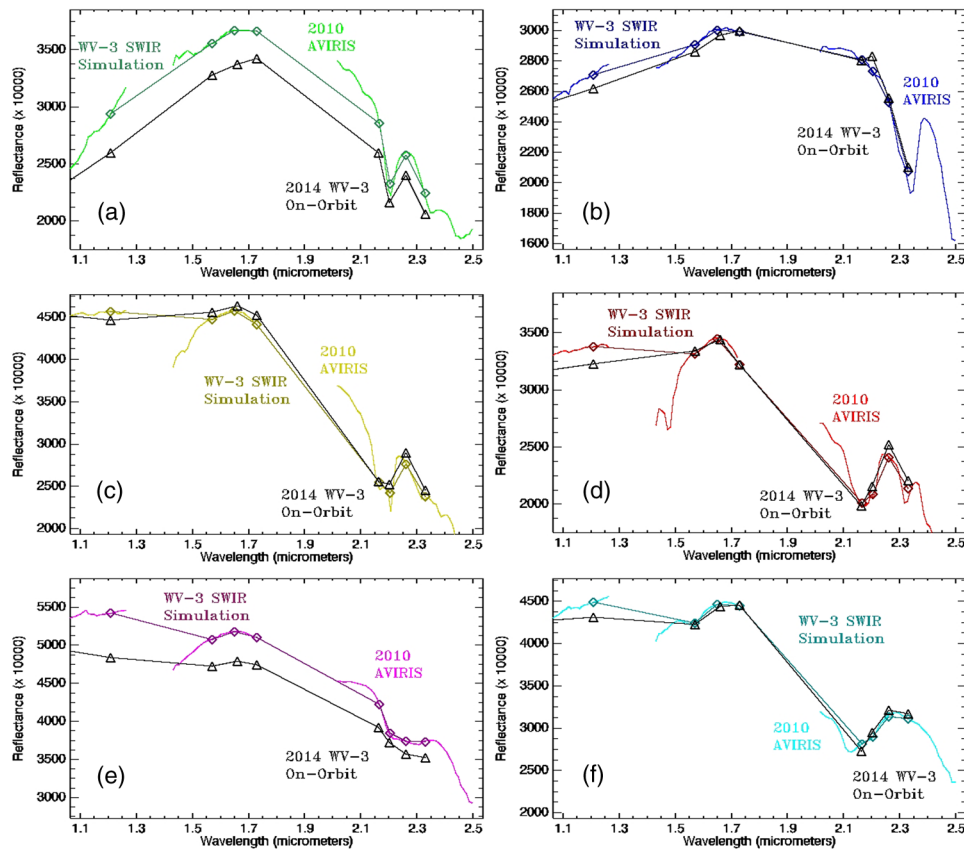 3500
3000
2500
2000
Reflectance (x 10000)
WV-3 SWIR
Simulation
2010
AVIRIS
2014 WV-3
On-Orbit
(a)
1.1 1.3 1.5 1.7 1.9 2.1 2.3 2.5
Wavelength (micrometers)
3000
2800
2600
2400
2200
2000
1800
1600
Reflectance (x 10000)
WV-3 SWIR
Simulation
2010
AVIRIS
2014 WV-3
On-Orbit
(b)
1.1 1.3 1.5 1.7 1.9 2.1 2.3 2.5
Wavelength (micrometers)
4500
4000
3500
3000
2500
2000
Reflectance (x 10000)
2010
AVIRIS
WV-3 SWIR
Simulation
2014 WV-3
On-Orbit
(c)
1.1 1.3 1.5 1.7 1.9 2.1 2.3 2.5
Wavelength (micrometers)
3500
3000
2500
2000
Reflectance (x 10000)
WV-3 SWIR
Simulation
2010
AVIRIS
2014 WV-3
On-Orbit
(d)
1.1 1.3 1.5 1.7 1.9 2.1 2.3 2.5
Wavelength (micrometers)
5500
5000
4500
4000
3500
3000
Reflectance (x 10000)
WV-3 SWIR
Simulation
2010
AVIRIS
2014 WV-3
On-Orbit
(e)
1.1 1.3 1.5 1.7 1.9 2.1 2.3 2.5
Wavelength (micrometers)
4500
4000
3500
3000
2500
2000
Reflectance (x 10000)
WV-3 SWIR
Simulation
2010
AVIRIS
2014 WV-3
On-Orbit
(f)
1.1 1.3 1.5 1.7 1.9 2.1 2.3 2.5
Wavelength (micrometers)